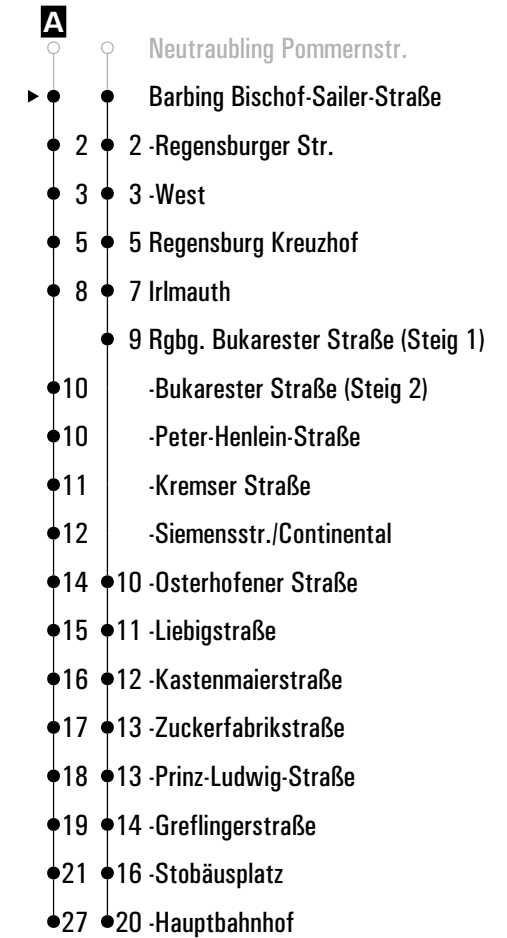 A
Neutraubling Pommernstr.
Barbing Bischof-Sailer-Straße
2 2 -Regensburger Str.
3 3 -West
5 5 Regensburg Kreuzhof
8 7 Irlmauth
9 Rgbg. Bukarester Straße (Steig 1)
10 -Bukarester Straße (Steig 2)
10 -Peter-Henlein-Straße
11 -Kremser Straße
12 -Siemensstr./Continental
14 10 -Osterhofener Straße
15 11 -Liebigstraße
16 12 -Kastenmaierstraße
17 13 -Zuckerfabrikstraße
18 13 -Prinz-Ludwig-Straße
19 14 -Greflingerstraße
21 16 -Stobäusplatz
27 20 -Hauptbahnhof